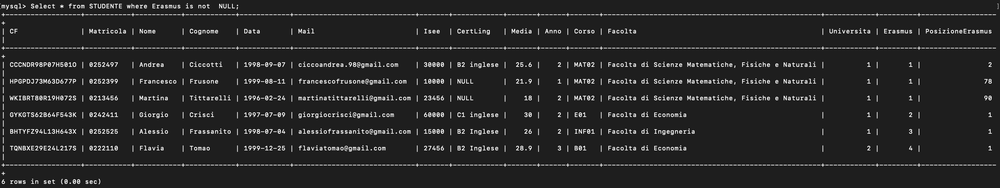 [mysql> Select * from STUDENTE where Erasmus is not  NULL;                    ]
+------------------+-----------+-----------+------------+------------+-----------------------------+-------+------------+-------+------+-------+----------------------------------------------------+------------+---------+-----------------
+
| CF               | Matricola | Nome      | Cognome    | Data       | Mail                        | Isee  | CertLing   | Media | Anno | Corso | Facolta                                            | Universita | Erasmus | PosizioneErasmus
|
+------------------+-----------+-----------+------------+------------+-----------------------------+-------+------------+-------+------+-------+----------------------------------------------------+------------+---------+-----------------
+
| CCCNDR98P07H501O | 0252497   | Andrea    | Ciccotti   | 1998-09-07 | ciccoandrea.98@gmail.com    | 30000 | B2 inglese |  25.6 |    2 | MAT02 | Facolta di Scienze Matematiche, Fisiche e Naturali |          1 |       1 |                2
|
| HPGPDJ73M63D677P | 0252399   | Francesco | Frusone    | 1999-08-11 | francescofrusone@gmail.com  | 10000 | NULL       |  21.9 |    1 | MAT02 | Facolta di Scienze Matematiche, Fisiche e Naturali |          1 |       1 |               78
|
| WKIBRT80R19H072S | 0213456   | Martina   | Tittarelli | 1996-02-24 | martinatittarelli@gmail.com | 23456 | NULL       |    18 |    2 | MAT02 | Facolta di Scienze Matematiche, Fisiche e Naturali |          1 |       1 |               90
|
| GYKGTS62B64F543K | 0242411   | Giorgio   | Crisci     | 1997-07-09 | giorgiocrisci@gmail.com     | 60000 | C1 inglese |    30 |    2 | E01   | Facolta di Economia                                |          1 |       2 |                1
|
| BHTYFZ94L13H643X | 0252525   | Alessio   | Frassanito | 1998-07-04 | alessiofrassanito@gmail.com | 15000 | B2 Inglese |    26 |    2 | INF01 | Facolta di Ingegneria                              |          1 |       3 |                1
|
| TQNBXE29E24L217S | 0222110   | Flavia    | Tomao      | 1999-12-25 | flaviatomao@gmail.com       | 27456 | B2 Inglese |  28.9 |    3 | B01   | Facolta di Economia                                |          2 |       4 |                1
|
+------------------+-----------+-----------+------------+------------+-----------------------------+-------+------------+-------+------+-------+----------------------------------------------------+------------+---------+-----------------
+
6 rows in set (0.00 sec)